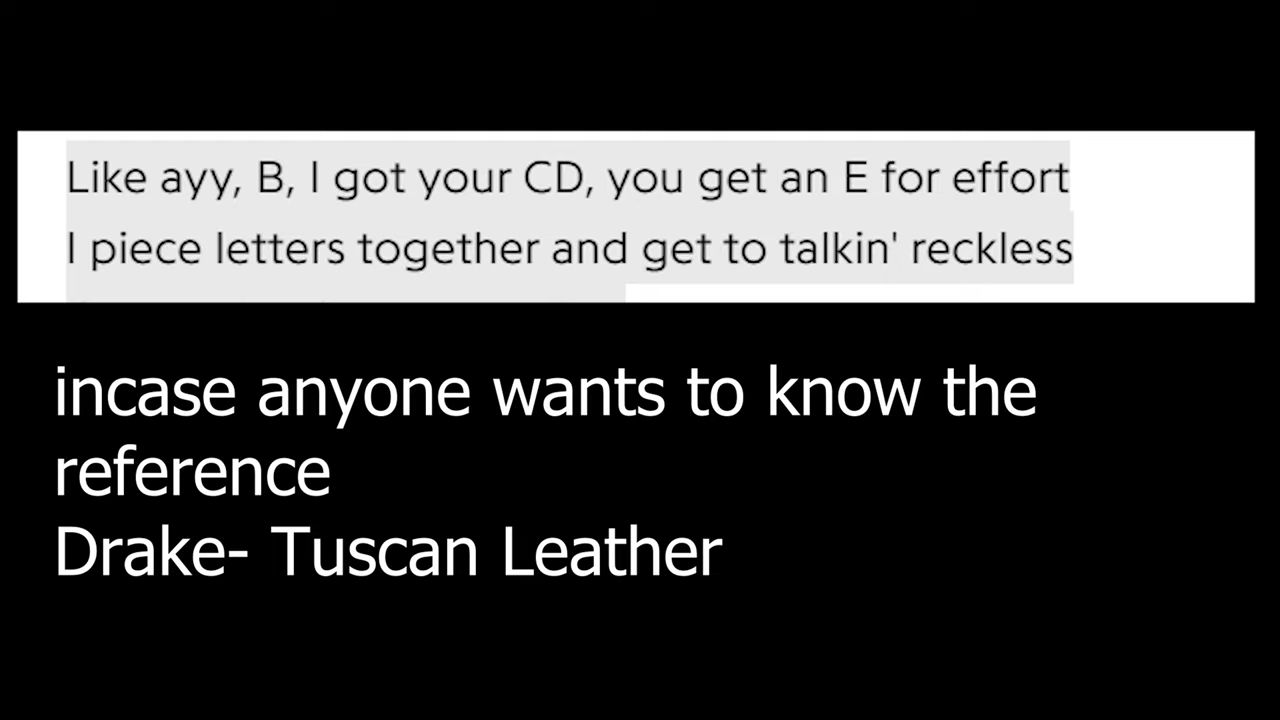 Like ayy, B, I got your CD, you get an E for effort
I piece letters together and get to talkin' reckless
incase anyone wants to know the
reference
Drake- Tuscan Leather